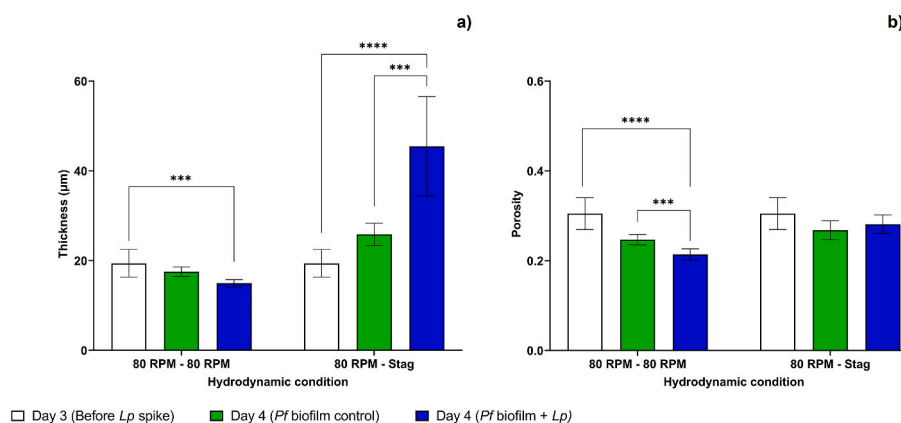 a)
b)
****
***
***
60
40
20
0
Thickness (µm)
80 RPM - 80 RPM
80 RPM - Stag
Hydrodynamic condition
****
***
0.6
0.4
0.2
0.0
Porosity
80 RPM - 80 RPM
80 RPM - Stag
Hydrodynamic condition
Day 3 (Before Lp spike)
Day 4 (Pf biofilm control)
Day 4 (Pf biofilm + Lp)